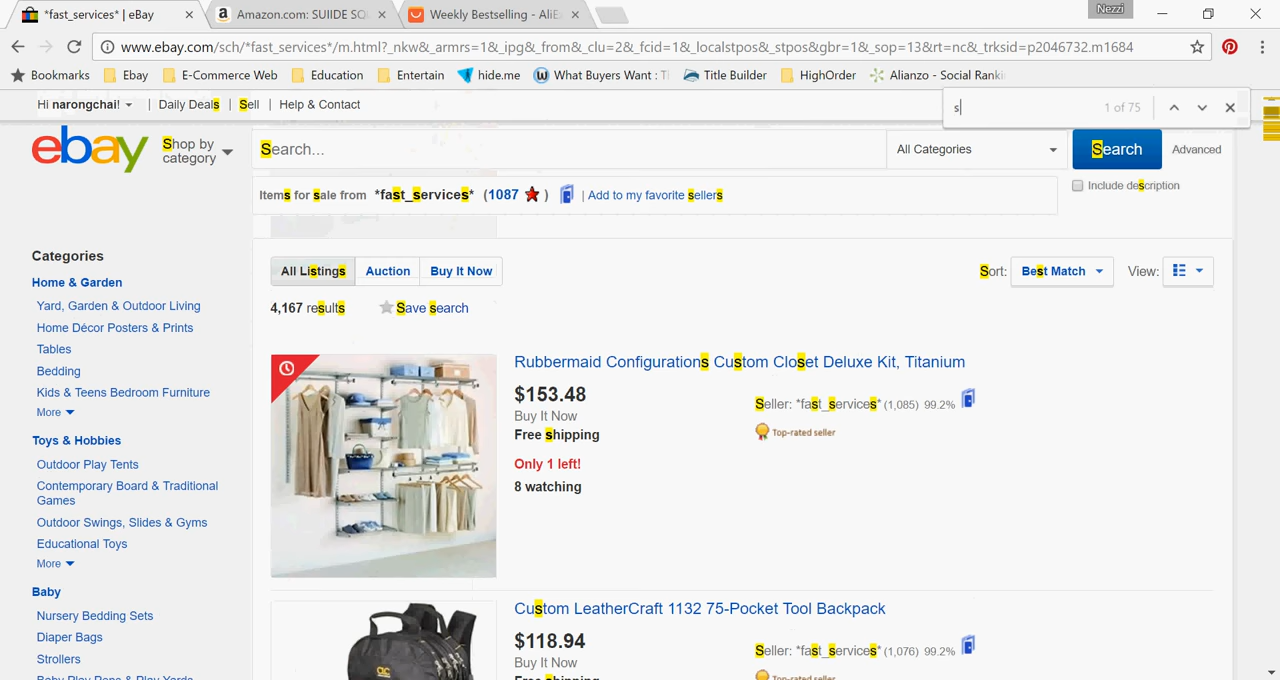 *fast_services* | eBay
Amazon.com: SUIIDE SQU
Weekly Bestselling - AliE
Nezzi
www.ebay.com/sch/*fast_services*/m.html?_nkw&_armrs=1&_ipg&_from&_clu=2&_fcid=1&_localstpos&_stpos&gbr=1&_sop=13&rt=nc&_trksid=p2046732.m1684
Bookmarks Ebay E-Commerce Web Education Entertain hide.me What Buyers Want : Title Builder HighOrder Alianzo - Social Ranki
Hi narongchai! | Daily Deals | Sell | Help & Contact
s 1 of 75
ebay
Shop by
category
Search...
All Categories
Search
Advanced
Items for sale from *fast_services* (1087 ) | Add to my favorite sellers
Include description
Categories
Home & Garden
Yard, Garden & Outdoor Living
Home Décor Posters & Prints
Tables
Bedding
Kids & Teens Bedroom Furniture
More
Toys & Hobbies
Outdoor Play Tents
Contemporary Board & Traditional
Games
Outdoor Swings, Slides & Gyms
Educational Toys
More
Baby
Nursery Bedding Sets
Diaper Bags
Strollers
Baby Play Pens & Play Yards
All Listings Auction Buy It Now
Sort: Best Match View:
4,167 results Save search
Rubbermaid Configurations Custom Closet Deluxe Kit, Titanium
$153.48
Buy It Now
Free shipping
Only 1 left!
8 watching
Seller: *fast_services* (1,085) 99.2%
Top-rated seller
Custom LeatherCraft 1132 75-Pocket Tool Backpack
$118.94
Buy It Now
Free shipping
Seller: *fast_services* (1,076) 99.2%
Top-rated seller